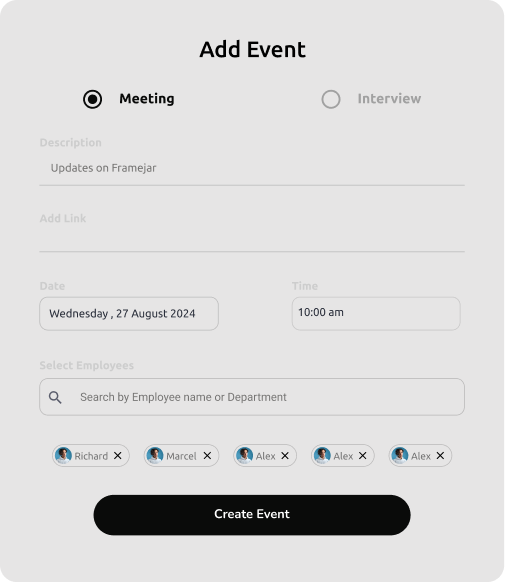 Add Event
Meeting Interview
Description
Updates on Framejar
Add Link
Date Time
Wednesday , 27 August 2024 10:00 am
Select Employees
Search by Employee name or Department
Richard Marcel Alex Alex Alex
Create Event